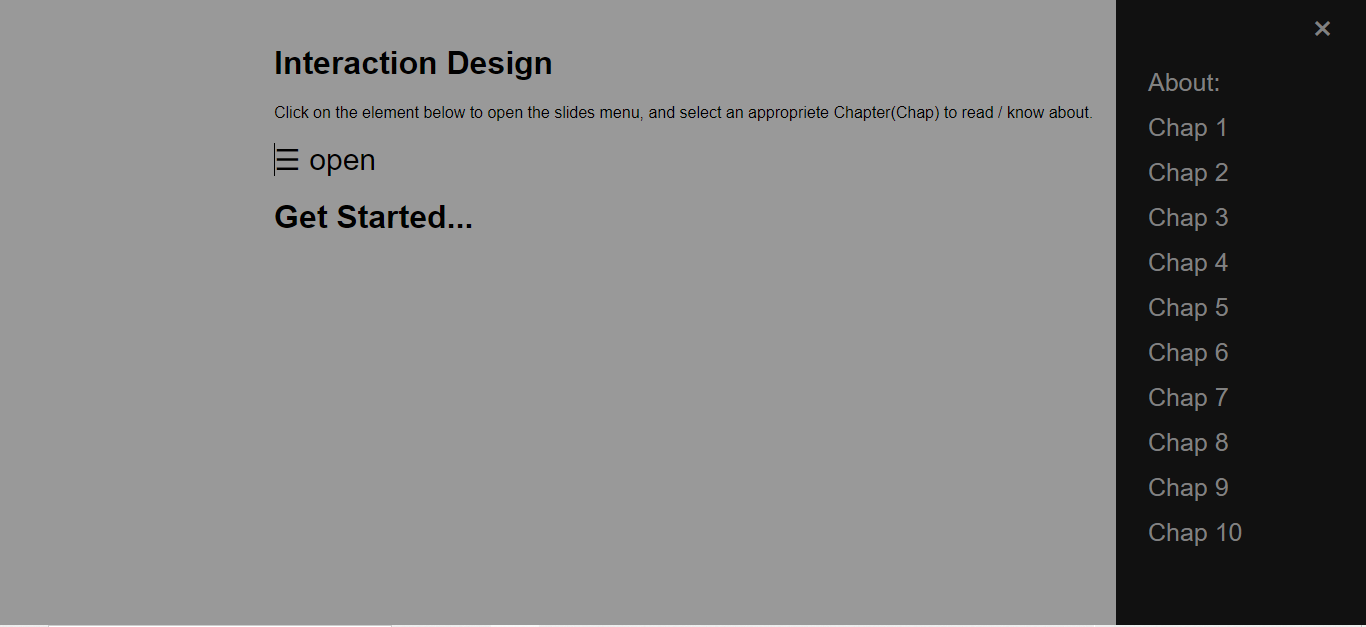 Interaction Design
Click on the element below to open the slides menu, and select an appropriete Chapter(Chap) to read / know about.
☰ open
Get Started...
×
About:
Chap 1
Chap 2
Chap 3
Chap 4
Chap 5
Chap 6
Chap 7
Chap 8
Chap 9
Chap 10